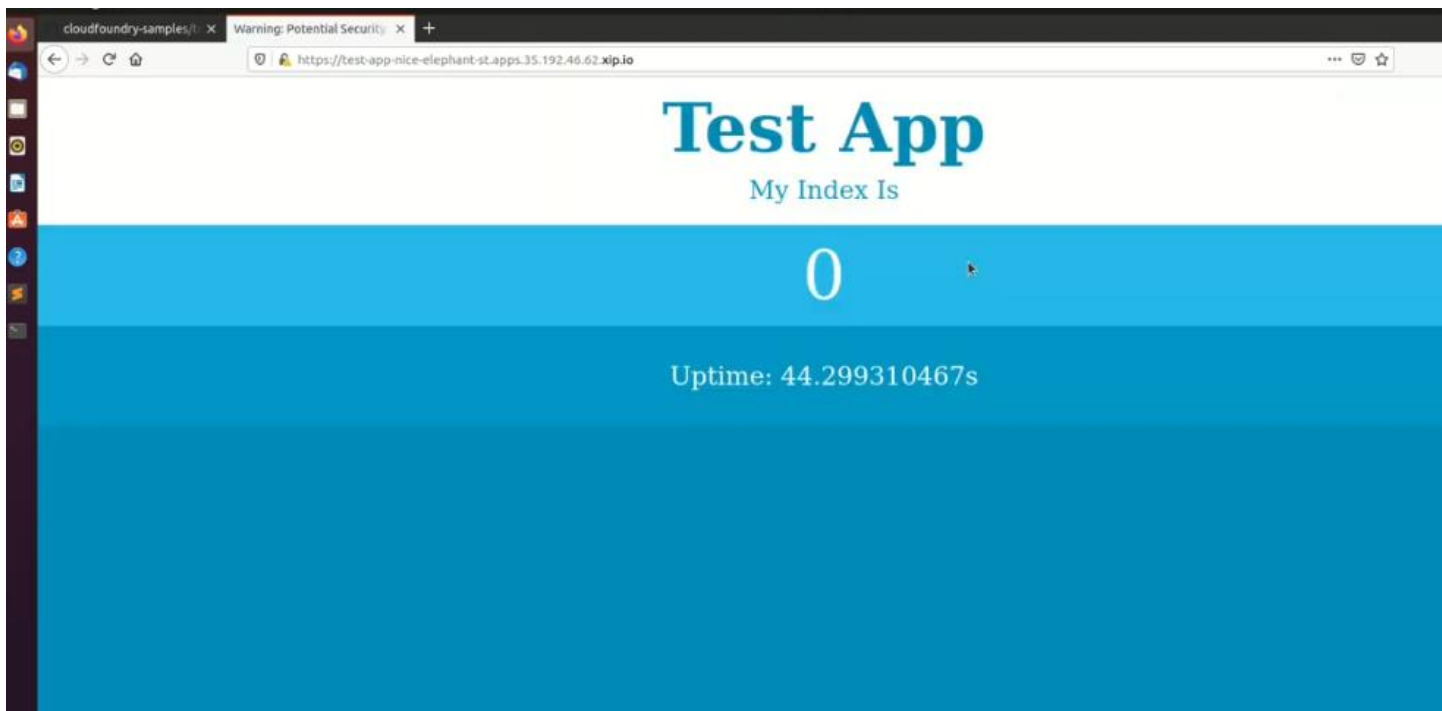 cloudfoundry-samples/t
Warning: Potential Security
https://test-app-nice-elephant-st.apps.35.192.46.62.xip.io
Test App
My Index Is
0
Uptime: 44.299310467s